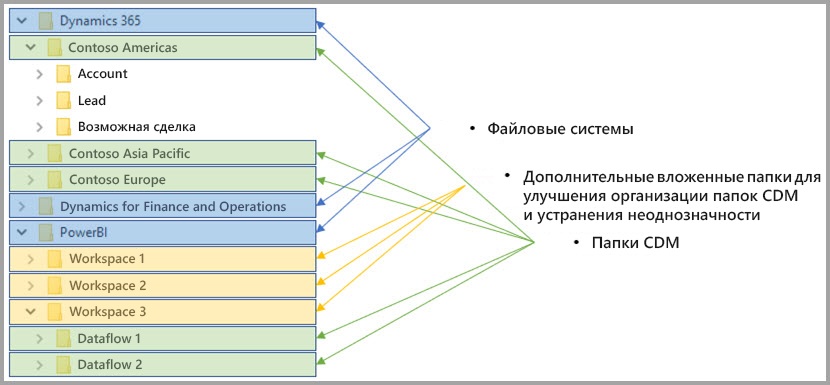 Dynamics 365
Contoso Americas
Account
Lead
Возможная сделка
Contoso Asia Pacific
Contoso Europe
Dynamics for Finance and Operations
PowerBI
Workspace 1
Workspace 2
Workspace 3
Dataflow 1
Dataflow 2
• Файловые системы
• Дополнительные вложенные папки для
улучшения организации папок CDM
и устранения неоднозначности
• Папки CDM